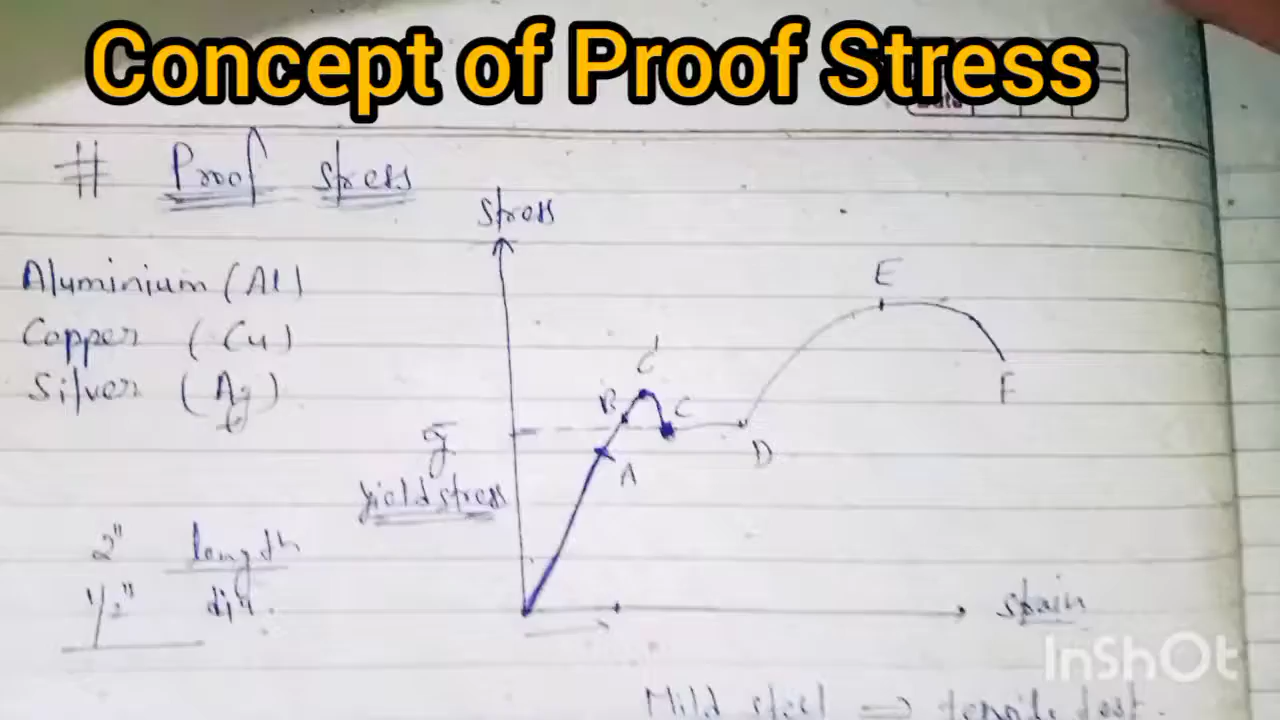 Concept of Proof Stress
Date
# Proof stress
stress
Aluminium (Al)
Copper (Cu)
Silver (Ag)
E
C'
B
C
F
A
D
yield stress
2" length
1/2" dia.
strain
InShOt
Mild steel => tensile test.